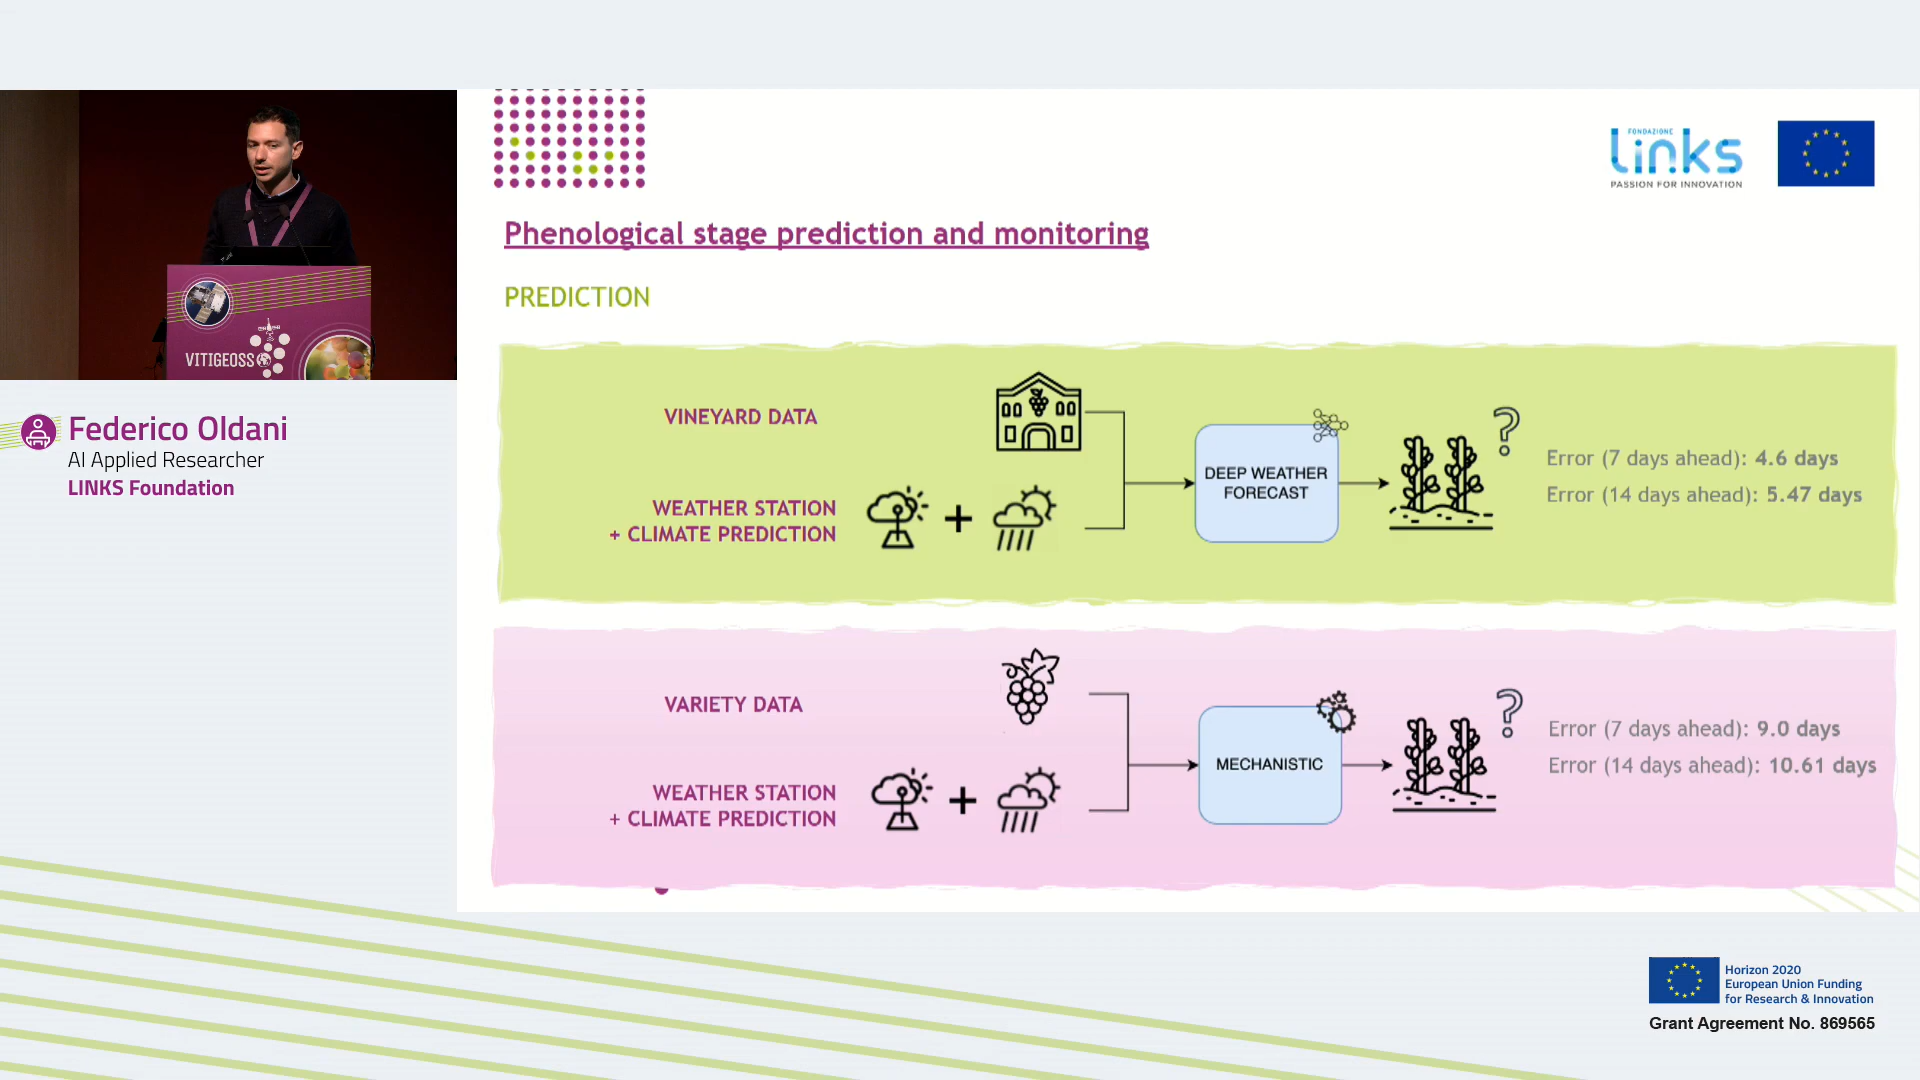 FONDAZIONE
links
PASSION FOR INNOVATION
Phenological stage prediction and monitoring
PREDICTION
VINEYARD DATA
WEATHER STATION
+ CLIMATE PREDICTION
DEEP WEATHER
FORECAST
?
Error (7 days ahead): 4.6 days
Error (14 days ahead): 5.47 days
VARIETY DATA
WEATHER STATION
+ CLIMATE PREDICTION
MECHANISTIC
?
Error (7 days ahead): 9.0 days
Error (14 days ahead): 10.61 days
VITIGEOSS
Federico Oldani
AI Applied Researcher
LINKS Foundation
Horizon 2020
European Union Funding
for Research & Innovation
Grant Agreement No. 869565